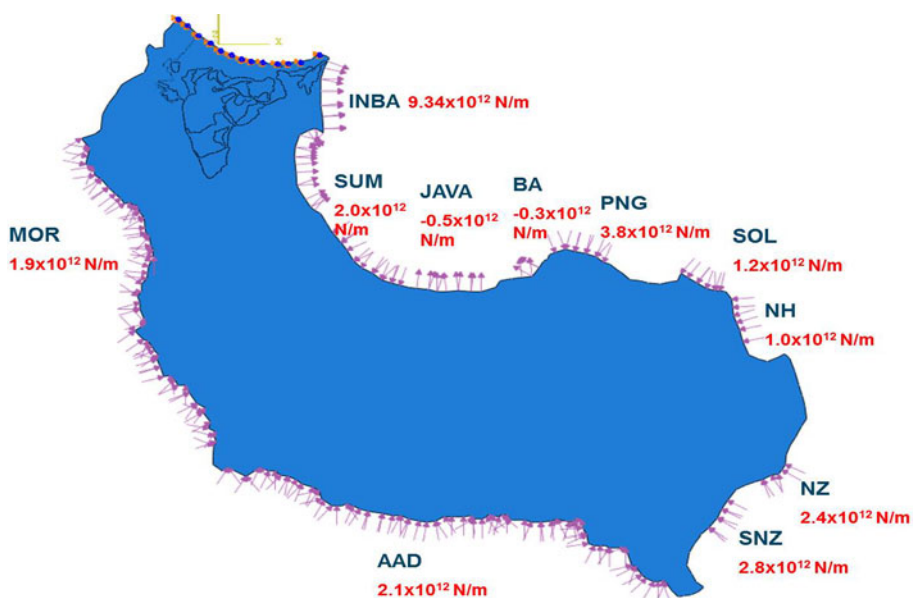 x
INBA 9.34x10¹² N/m
SUM
2.0x10¹²
N/m
JAVA
-0.5x10¹²
N/m
BA
-0.3x10¹²
N/m
PNG
3.8x10¹² N/m
SOL
1.2x10¹² N/m
NH
1.0x10¹² N/m
MOR
1.9x10¹² N/m
NZ
2.4x10¹² N/m
SNZ
2.8x10¹² N/m
AAD
2.1x10¹² N/m